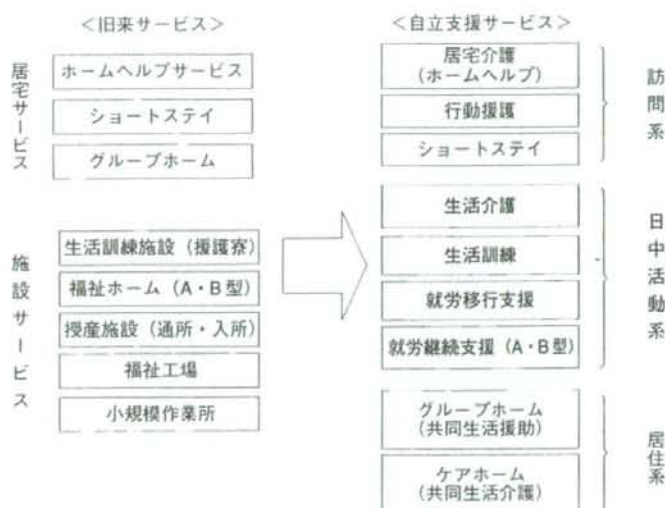 ＜旧来サービス＞
居宅サービス
ホームヘルプサービス
ショートステイ
グループホーム
施設サービス
生活訓練施設（援護寮）
福祉ホーム（A・B型）
授産施設（通所・入所）
福祉工場
小規模作業所
＜自立支援サービス＞
居宅介護
（ホームヘルプ）
行動援護
ショートステイ
訪問系
生活介護
生活訓練
就労移行支援
就労継続支援（A・B型）
日中活動系
グループホーム
（共同生活援助）
ケアホーム
（共同生活介護）
居住系